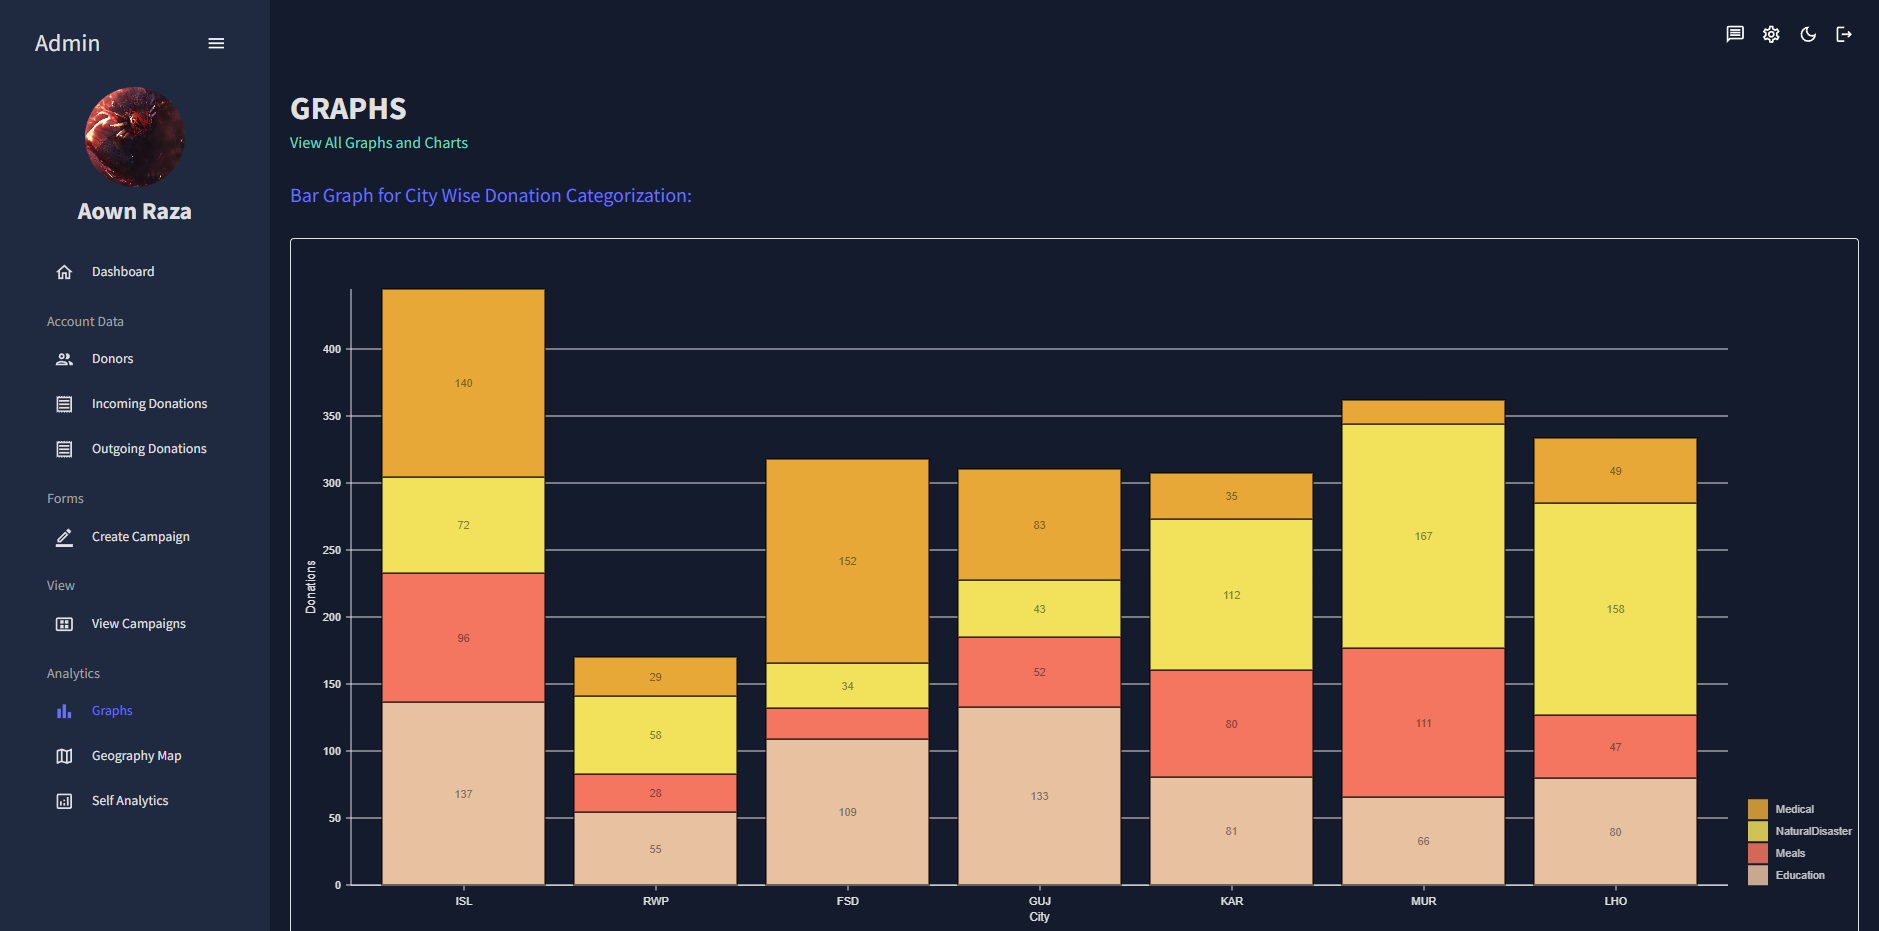 Admin
Aown Raza
Dashboard
Account Data
Donors
Incoming Donations
Outgoing Donations
Forms
Create Campaign
View
View Campaigns
Analytics
Graphs
Geography Map
Self Analytics
GRAPHS
View All Graphs and Charts
Bar Graph for City Wise Donation Categorization:
Donations
400
350
300
250
200
150
100
50
0
140
72
96
137
29
58
28
55
152
34
109
83
43
52
133
35
112
80
81
167
111
66
49
158
47
80
ISL
RWP
FSD
GUJ
KAR
MUR
LHO
City
Medical
NaturalDisaster
Meals
Education